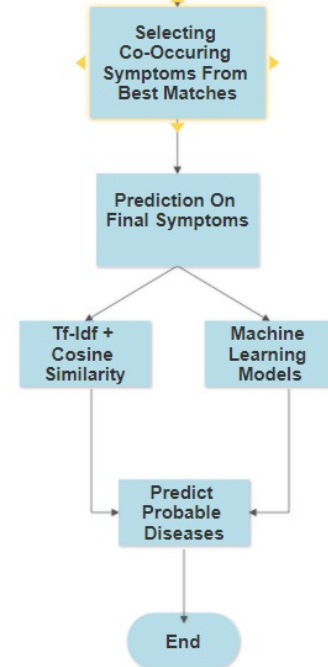 Selecting
Co-Occuring
Symptoms From
Best Matches
Prediction On
Final Symptoms
Tf-Idf +
Cosine
Similarity
Machine
Learning
Models
Predict
Probable
Diseases
End